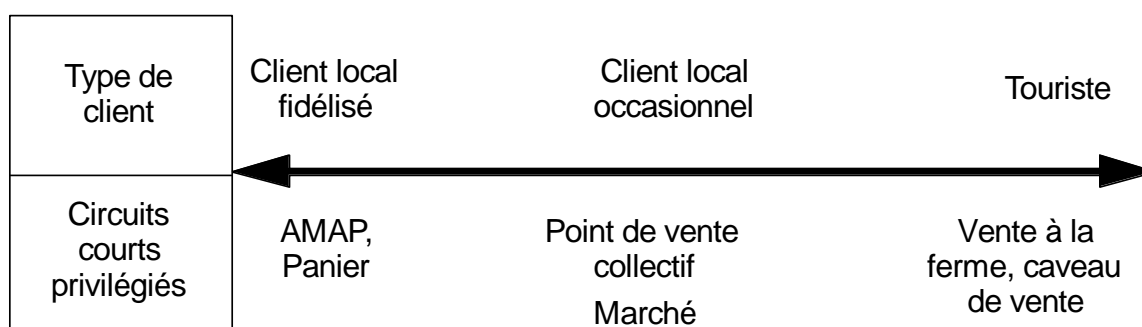 Type de
client
Client local
fidélisé
Client local
occasionnel
Touriste
Circuits
courts
privilégiés
AMAP,
Panier
Point de vente
collectif
Marché
Vente à la
ferme, caveau
de vente